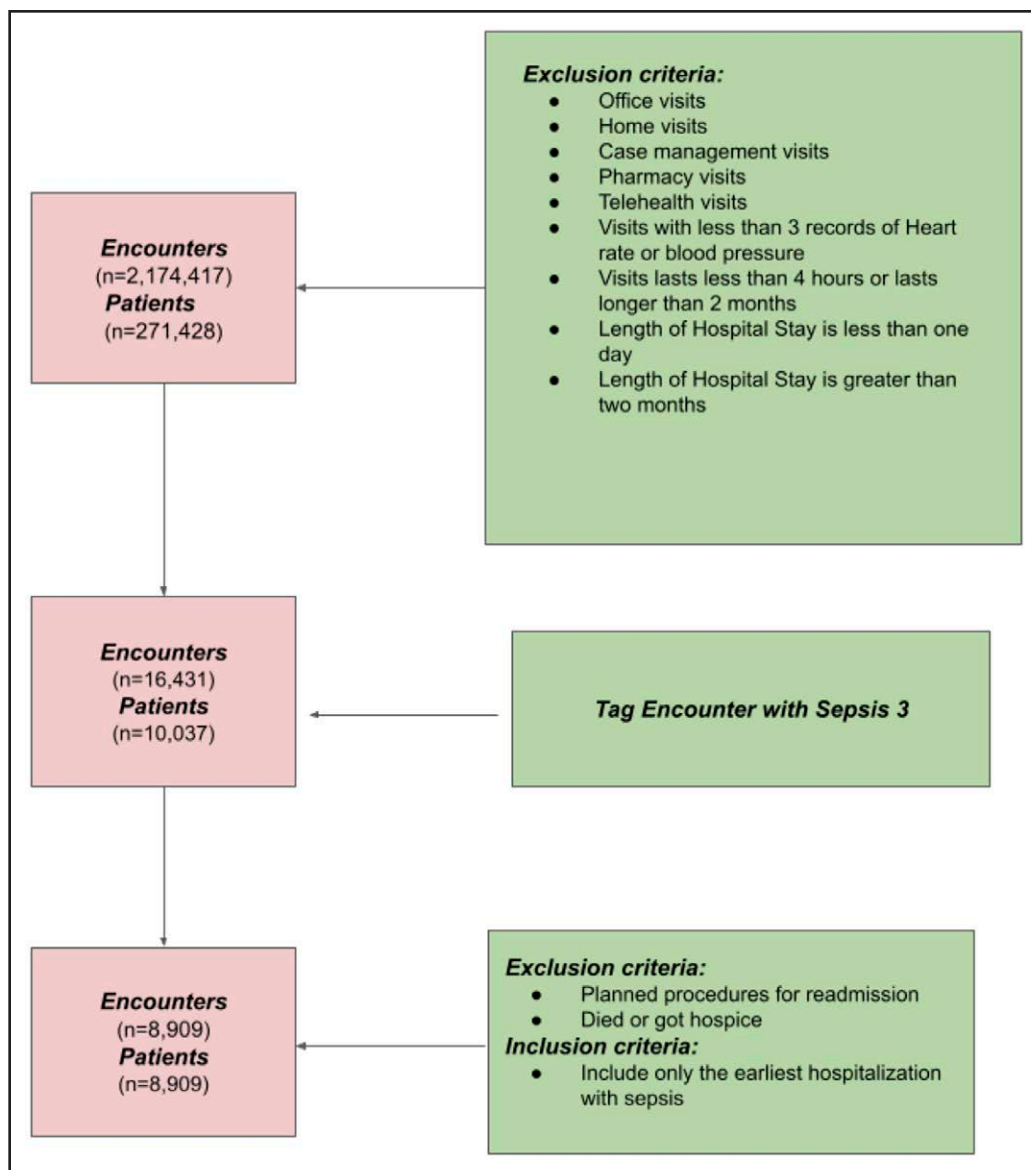 Exclusion criteria:
● Office visits
● Home visits
● Case management visits
● Pharmacy visits
● Telehealth visits
● Visits with less than 3 records of Heart
rate or blood pressure
● Visits lasts less than 4 hours or lasts
longer than 2 months
● Length of Hospital Stay is less than one
day
● Length of Hospital Stay is greater than
two months
Encounters
(n=2,174,417)
Patients
(n=271,428)
Encounters
(n=16,431)
Patients
(n=10,037)
Tag Encounter with Sepsis 3
Encounters
(n=8,909)
Patients
(n=8,909)
Exclusion criteria:
● Planned procedures for readmission
● Died or got hospice
Inclusion criteria:
● Include only the earliest hospitalization
with sepsis